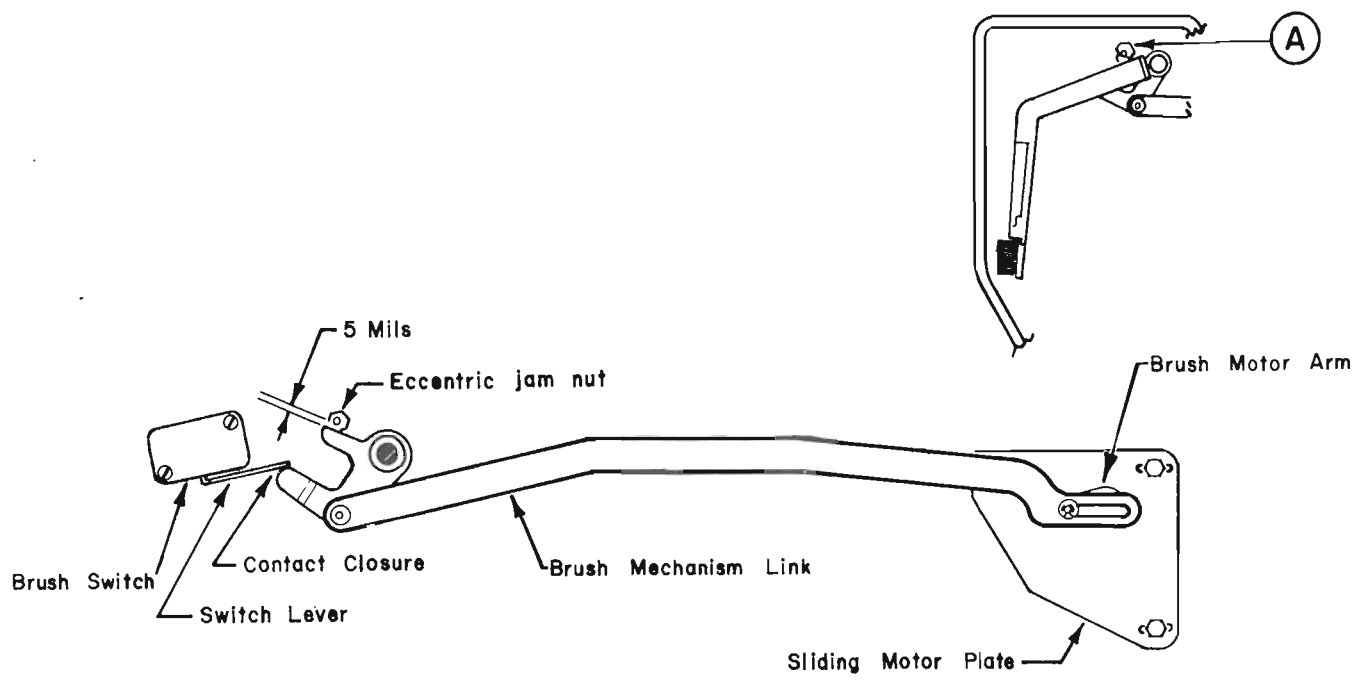 A
5 Mils
Eccentric jam nut
Brush Motor Arm
Contact Closure
Brush Mechanism Link
Brush Switch
Switch Lever
Sliding Motor Plate